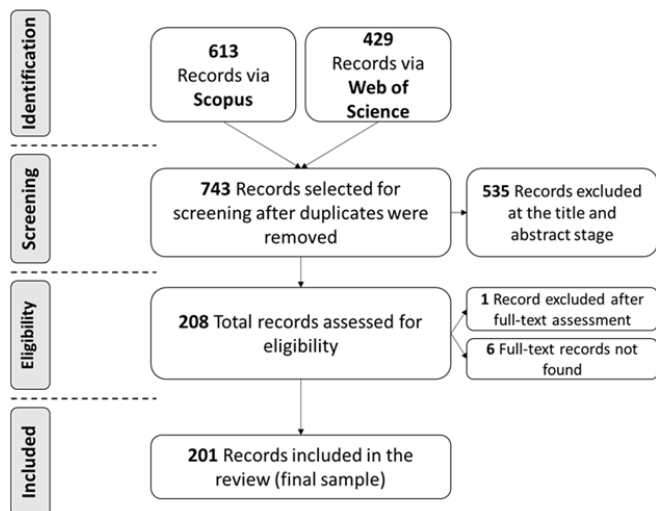 Identification
613
Records via
Scopus
429
Records via
Web of
Science
Screening
743 Records selected for
screening after duplicates were
removed
535 Records excluded
at the title and
abstract stage
Eligibility
208 Total records assessed for
eligibility
1 Record excluded after
full-text assessment
6 Full-text records not
found
Included
201 Records included in the
review (final sample)